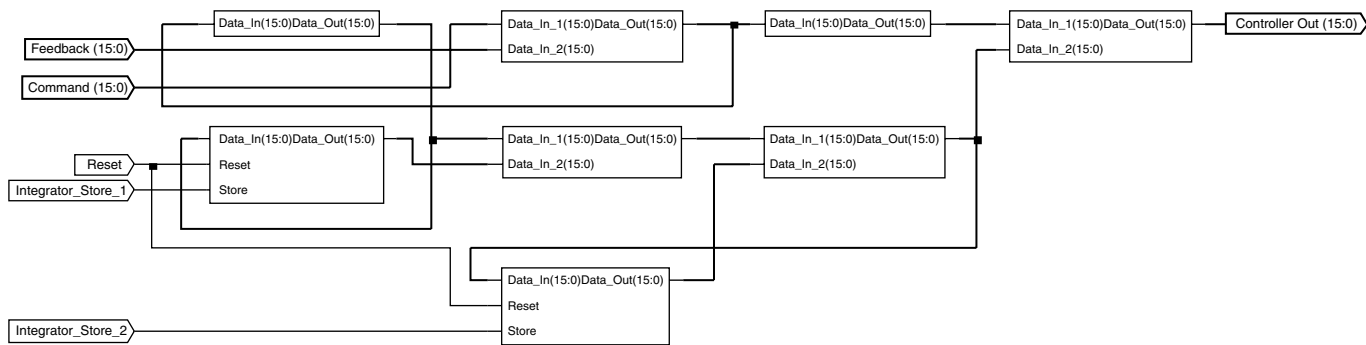 Data_In(15:0)Data_Out(15:0)
Data_In_1(15:0)Data_Out(15:0)
Data_In_2(15:0)
Data_In(15:0)Data_Out(15:0)
Data_In_1(15:0)Data_Out(15:0)
Data_In_2(15:0)
Controller Out (15:0)
Feedback (15:0)
Command (15:0)
Reset
Integrator_Store_1
Data_In(15:0)Data_Out(15:0)
Reset
Store
Data_In_1(15:0)Data_Out(15:0)
Data_In_2(15:0)
Data_In_1(15:0)Data_Out(15:0)
Data_In_2(15:0)
Data_In(15:0)Data_Out(15:0)
Reset
Store
Integrator_Store_2